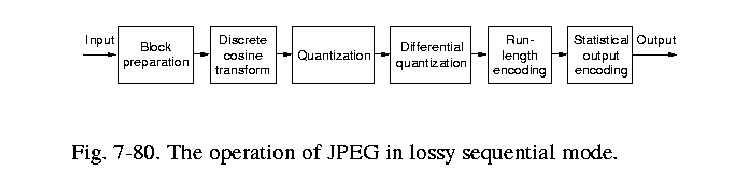 Input
Block
preparation
Discrete
cosine
transform
Quantization
Differential
quantization
Run-
length
encoding
Statistical
output
encoding
Output
Fig. 7-80. The operation of JPEG in lossy sequential mode.